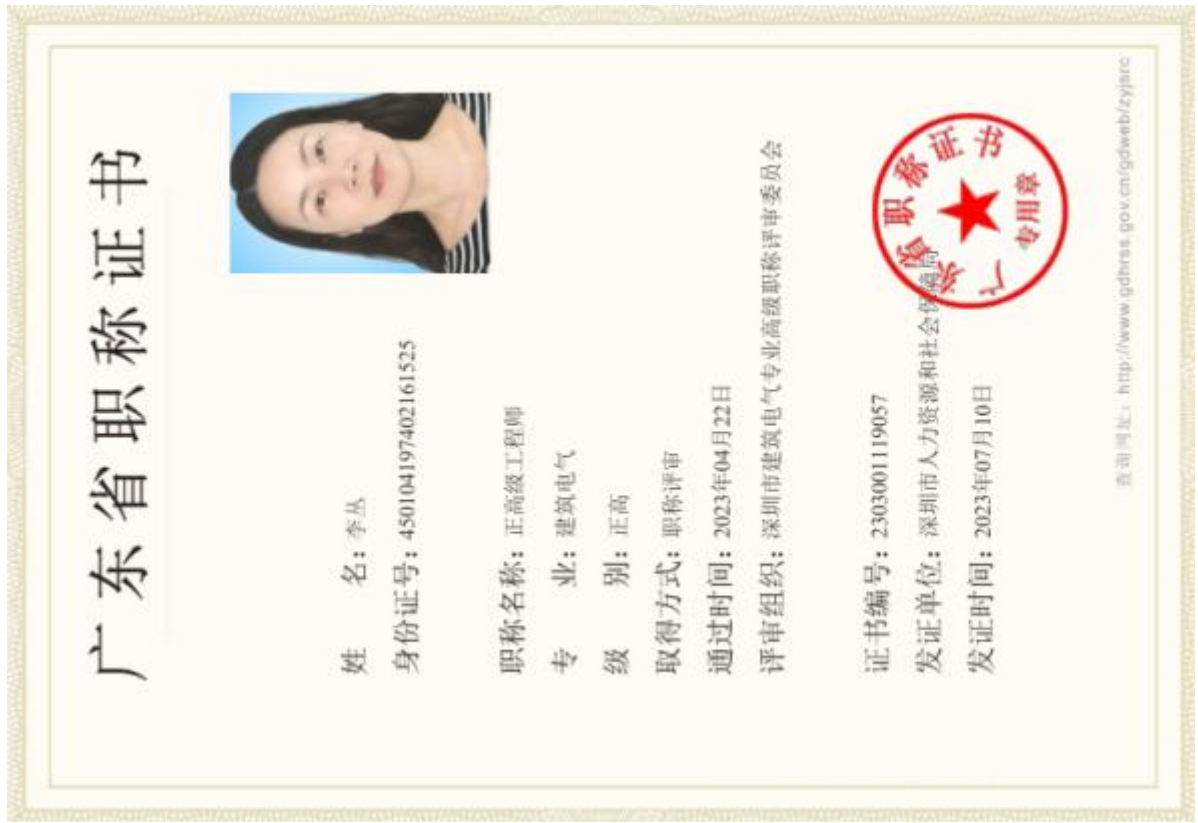 广东省职称证书
姓 名：李丛
身份证号：450104197402161525
职称名称：正高级工程师
专 业：建筑电气
级 别：正高
取得方式：职称评审
通过时间：2023年04月22日
评审组织：深圳市建筑电气专业高级职称评审委员会
证书编号：2303001119057
发证单位：深圳市人力资源和社会保障局
发证时间：2023年07月10日
广东省职称证书
专用章
查询网址：http://www.gdhrss.gov.cn/gdweb/zyjsrc